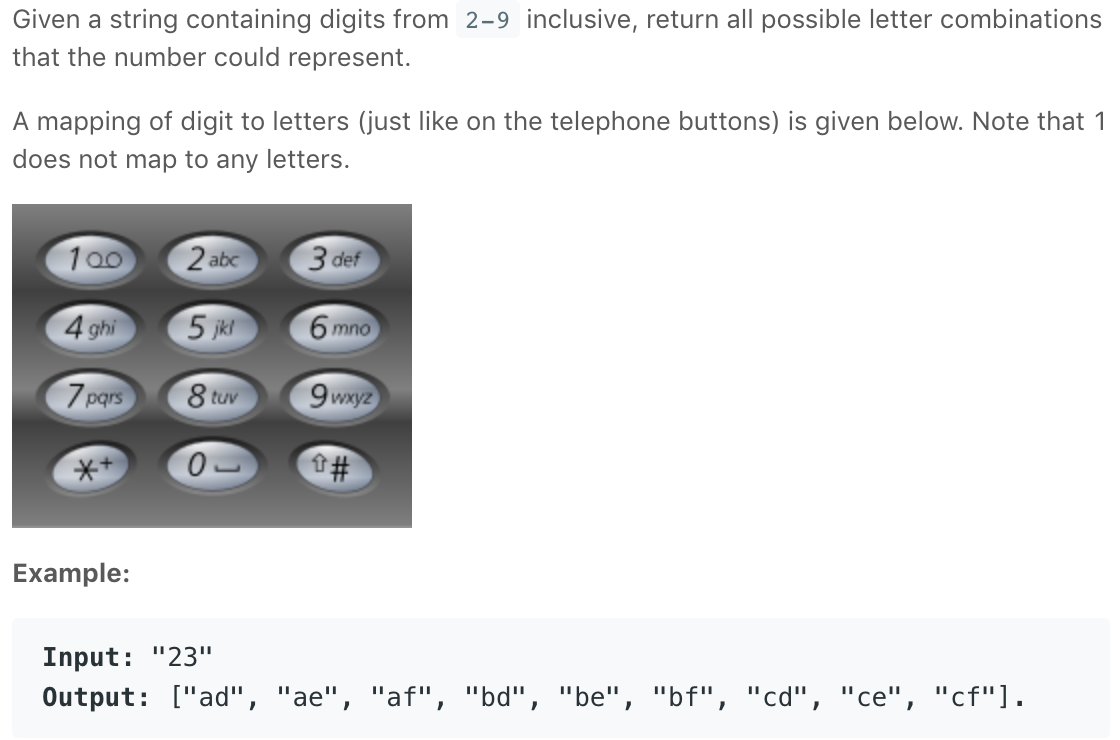 Given a string containing digits from 2-9 inclusive, return all possible letter combinations
that the number could represent.
A mapping of digit to letters (just like on the telephone buttons) is given below. Note that 1
does not map to any letters.
1 2 abc 3 def
4 ghi 5 jkl 6 mno
7 pqrs 8 tuv 9 wxyz
*+ 0 ⇧#
Example:
Input: "23"
Output: ["ad", "ae", "af", "bd", "be", "bf", "cd", "ce", "cf"].